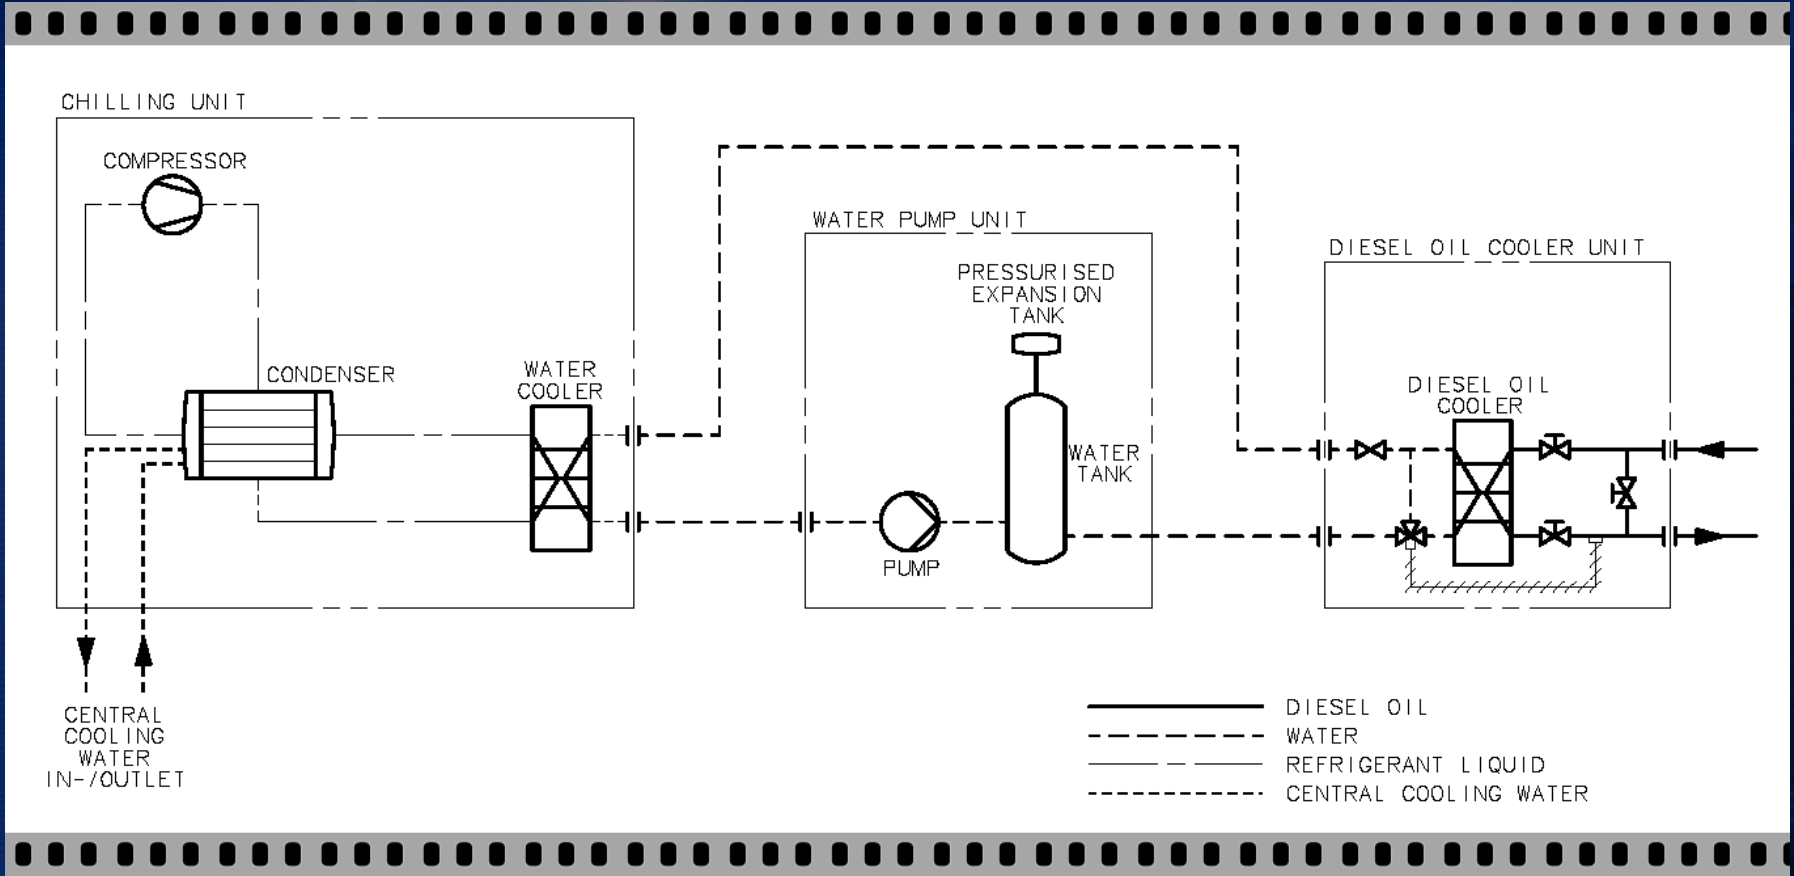 CHILLING UNIT
COMPRESSOR
CONDENSER
WATER
COOLER
CENTRAL
COOLING
WATER
IN-/OUTLET
WATER PUMP UNIT
PRESSURISED
EXPANSION
TANK
WATER
TANK
PUMP
DIESEL OIL COOLER UNIT
DIESEL OIL
COOLER
DIESEL OIL
WATER
REFRIGERANT LIQUID
CENTRAL COOLING WATER